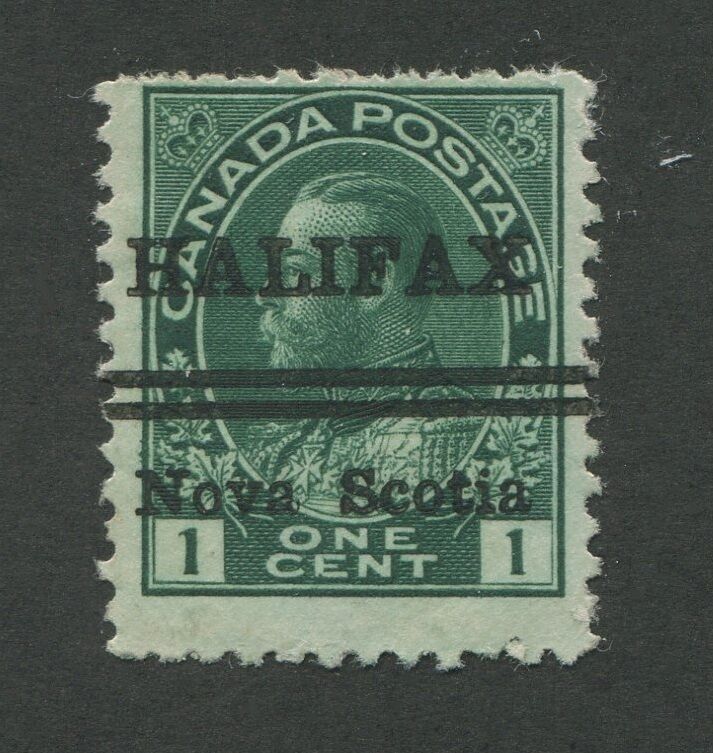 CANADA POSTAGE
HALIFAX
Nova Scotia
1 ONE 1
CENT